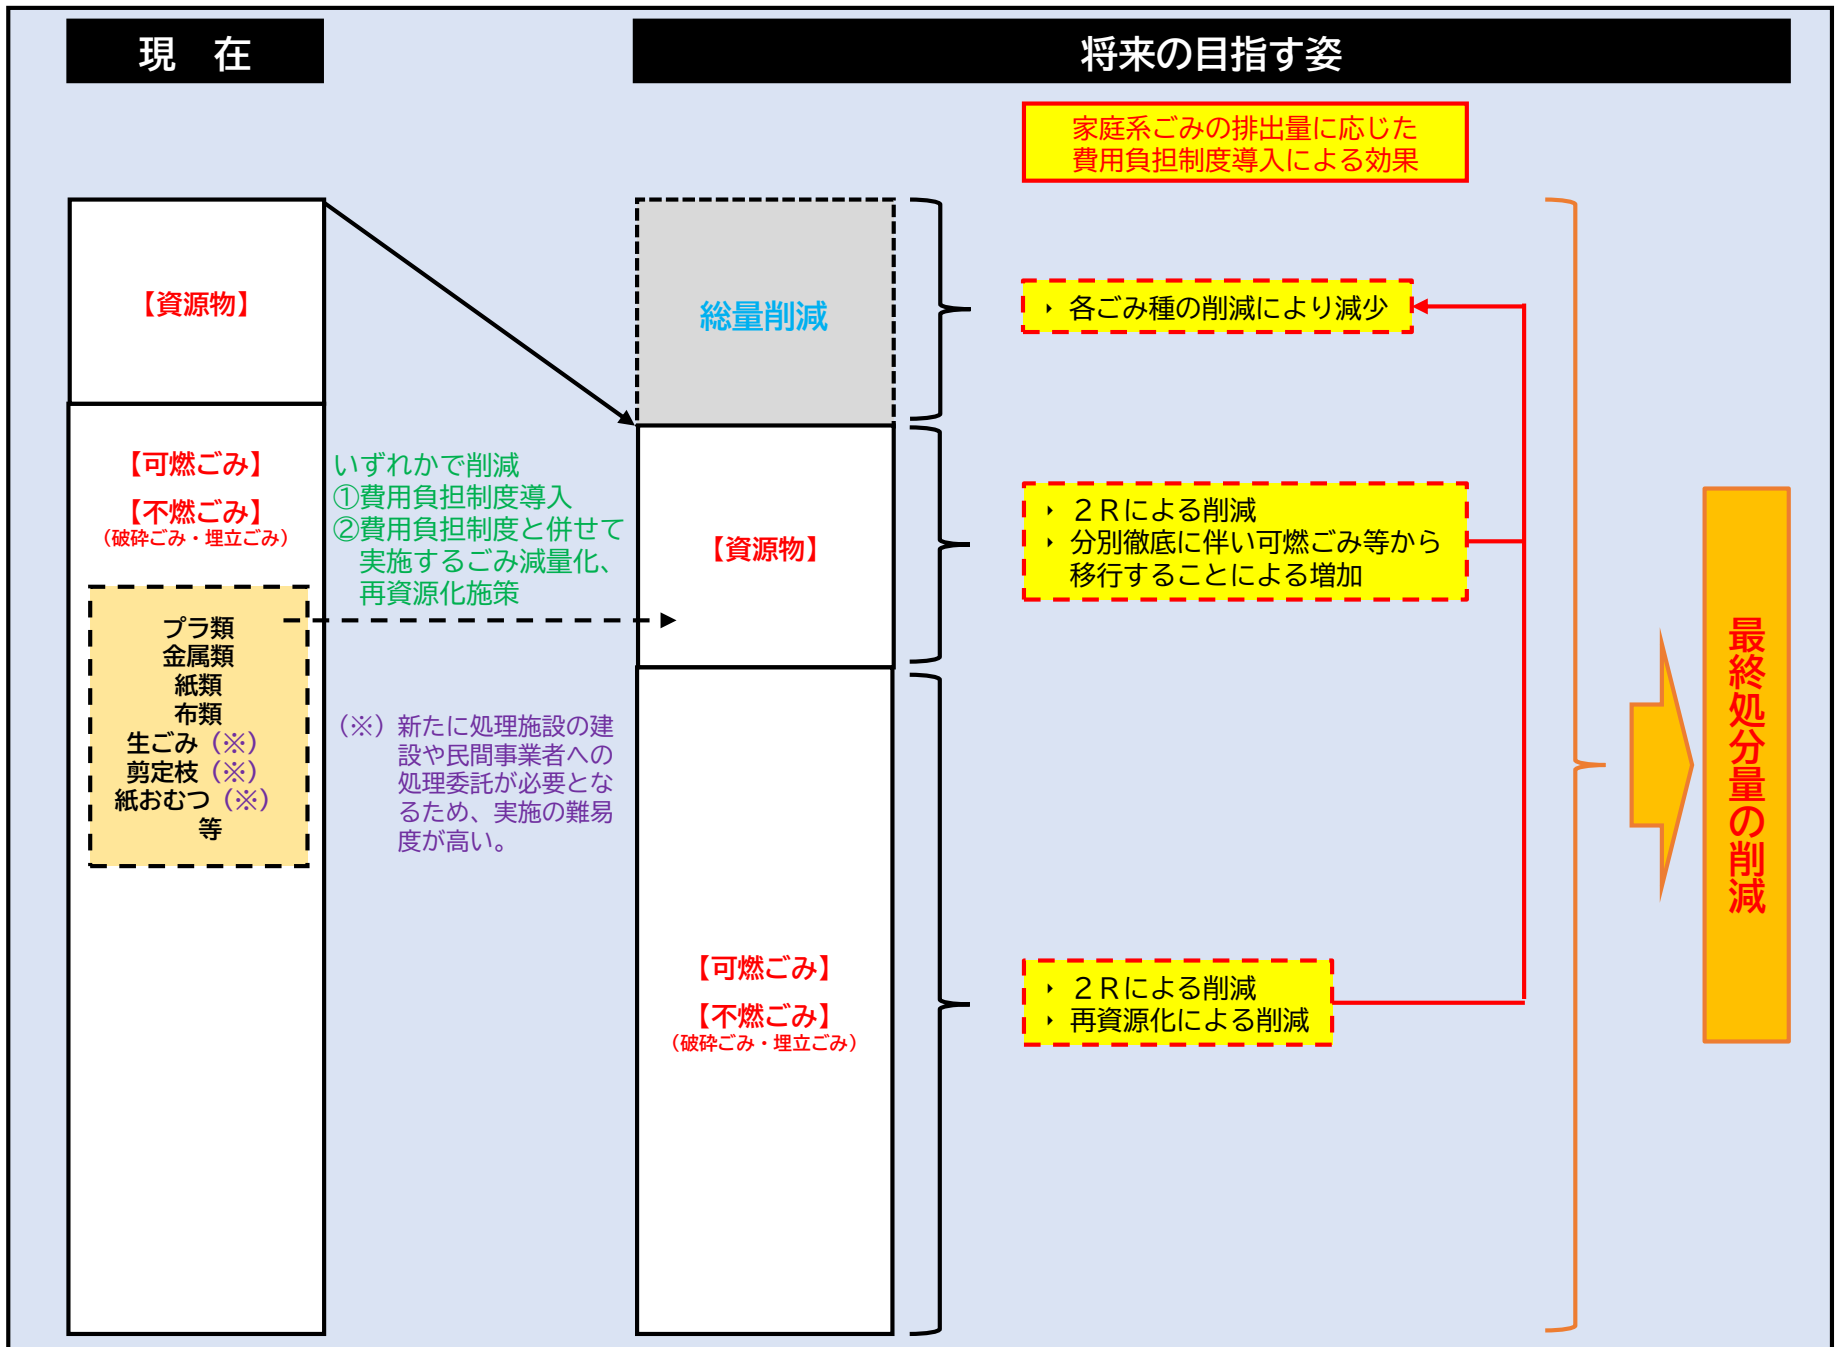 現　在
将来の目指す姿
家庭系ごみの排出量に応じた
費用負担制度導入による効果
【資源物】
【可燃ごみ】
【不燃ごみ】
（破砕ごみ・埋立ごみ）
プラ類
金属類
紙類
布類
生ごみ（※）
剪定枝（※）
紙おむつ（※）
等
いずれかで削減
①費用負担制度導入
②費用負担制度と併せて
実施するごみ減量化、
再資源化施策
（※）新たに処理施設の建
設や民間事業者への
処理委託が必要とな
るため、実施の難易
度が高い。
総量削減
【資源物】
【可燃ごみ】
【不燃ごみ】
（破砕ごみ・埋立ごみ）
‣ 各ごみ種の削減により減少
‣ ２Ｒによる削減
‣ 分別徹底に伴い可燃ごみ等から
移行することによる増加
‣ ２Ｒによる削減
‣ 再資源化による削減
最終処分量の削減